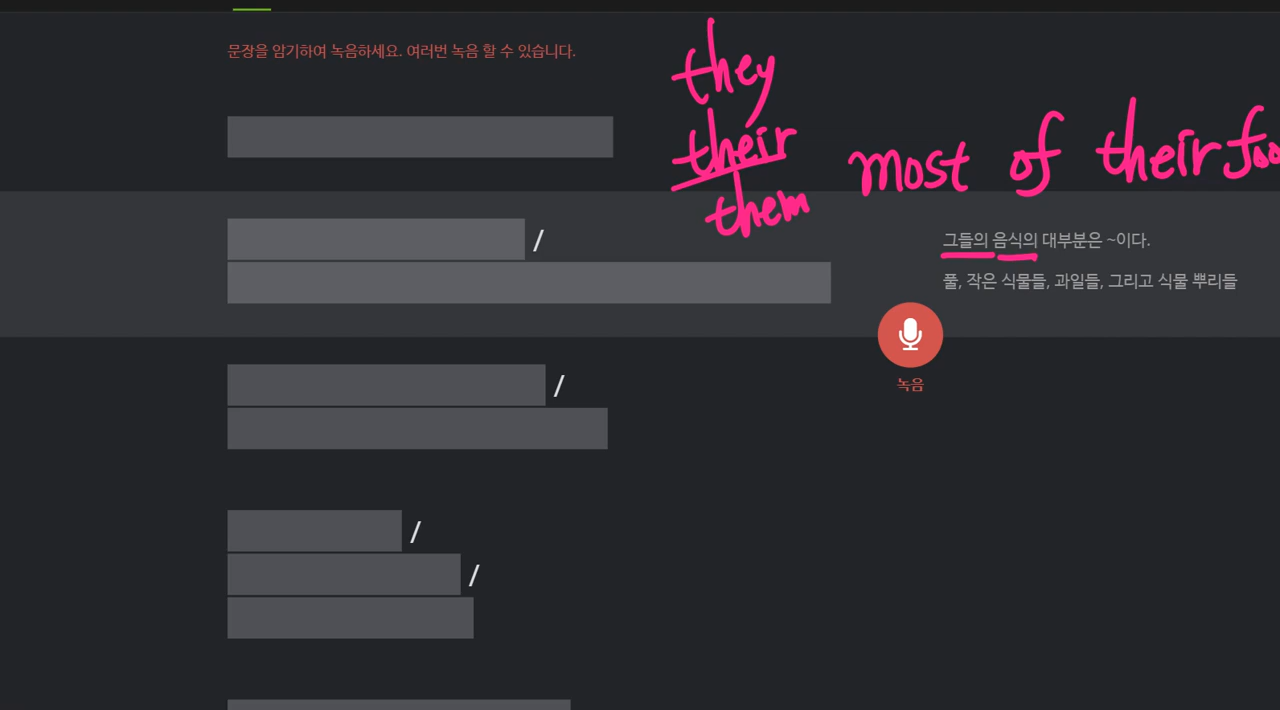 문장을 암기하여 녹음하세요. 여러번 녹음 할 수 있습니다.
they
their
them
most of their foo
/
그들의 음식의 대부분은 ~이다.
풀, 작은 식물들, 과일들, 그리고 식물 뿌리들
녹음
/
/
/